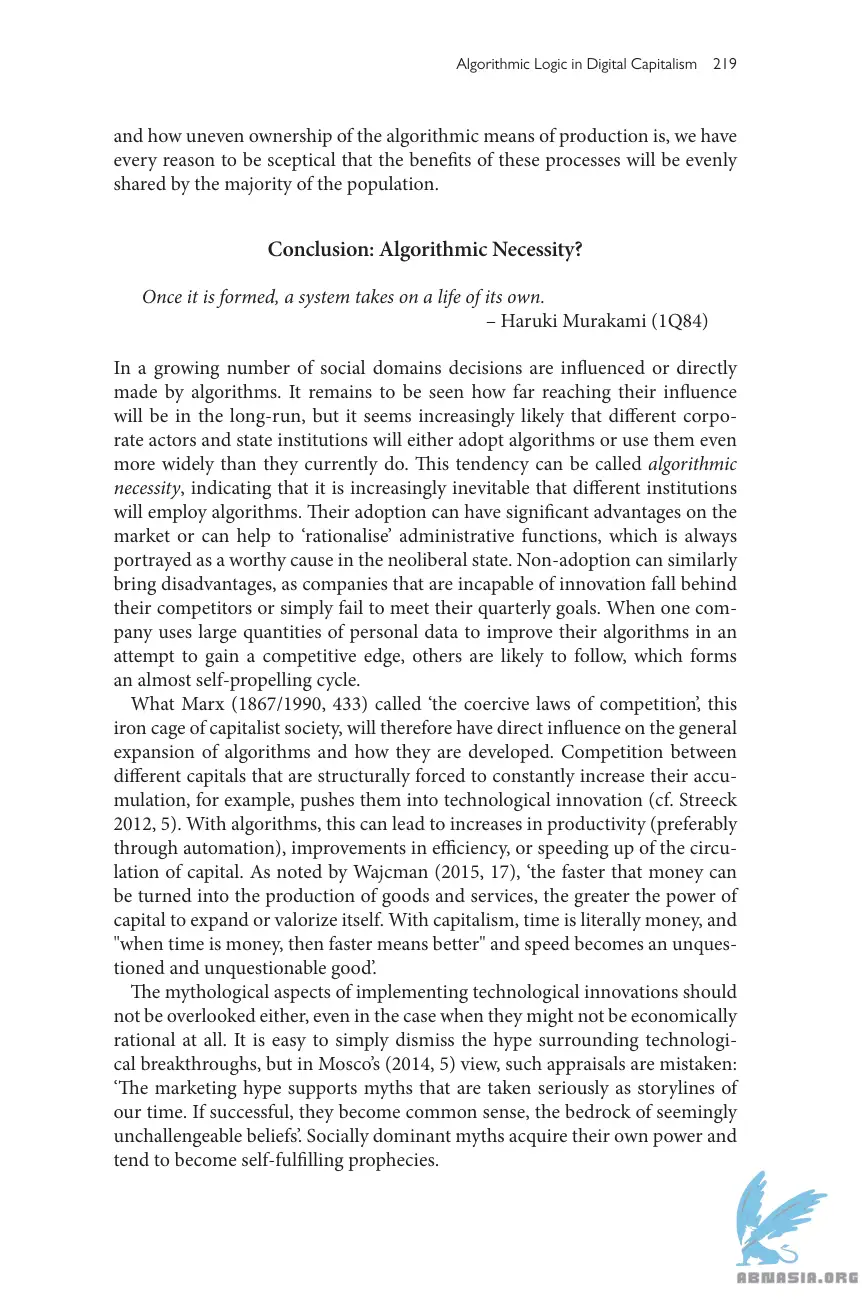 Algorithmic Logic in Digital Capitalism 219
and how uneven ownership of the algorithmic means of production is, we have
every reason to be sceptical that the benefits of these processes will be evenly
shared by the majority of the population.
Conclusion: Algorithmic Necessity?
Once it is formed, a system takes on a life of its own.
– Haruki Murakami (1Q84)
In a growing number of social domains decisions are influenced or directly
made by algorithms. It remains to be seen how far reaching their influence
will be in the long-run, but it seems increasingly likely that different corpo-
rate actors and state institutions will either adopt algorithms or use them even
more widely than they currently do. This tendency can be called algorithmic
necessity, indicating that it is increasingly inevitable that different institutions
will employ algorithms. Their adoption can have significant advantages on the
market or can help to ‘rationalise’ administrative functions, which is always
portrayed as a worthy cause in the neoliberal state. Non-adoption can similarly
bring disadvantages, as companies that are incapable of innovation fall behind
their competitors or simply fail to meet their quarterly goals. When one com-
pany uses large quantities of personal data to improve their algorithms in an
attempt to gain a competitive edge, others are likely to follow, which forms
an almost self-propelling cycle.
What Marx (1867/1990, 433) called ‘the coercive laws of competition’, this
iron cage of capitalist society, will therefore have direct influence on the general
expansion of algorithms and how they are developed. Competition between
different capitals that are structurally forced to constantly increase their accu-
mulation, for example, pushes them into technological innovation (cf. Streeck
2012, 5). With algorithms, this can lead to increases in productivity (preferably
through automation), improvements in efficiency, or speeding up of the circu-
lation of capital. As noted by Wajcman (2015, 17), ‘the faster that money can
be turned into the production of goods and services, the greater the power of
capital to expand or valorize itself. With capitalism, time is literally money, and
"when time is money, then faster means better" and speed becomes an unques-
tioned and unquestionable good’.
The mythological aspects of implementing technological innovations should
not be overlooked either, even in the case when they might not be economically
rational at all. It is easy to simply dismiss the hype surrounding technologi-
cal breakthroughs, but in Mosco’s (2014, 5) view, such appraisals are mistaken:
‘The marketing hype supports myths that are taken seriously as storylines of
our time. If successful, they become common sense, the bedrock of seemingly
unchallengeable beliefs’. Socially dominant myths acquire their own power and
tend to become self-fulfilling prophecies.
ABNASIA.ORG